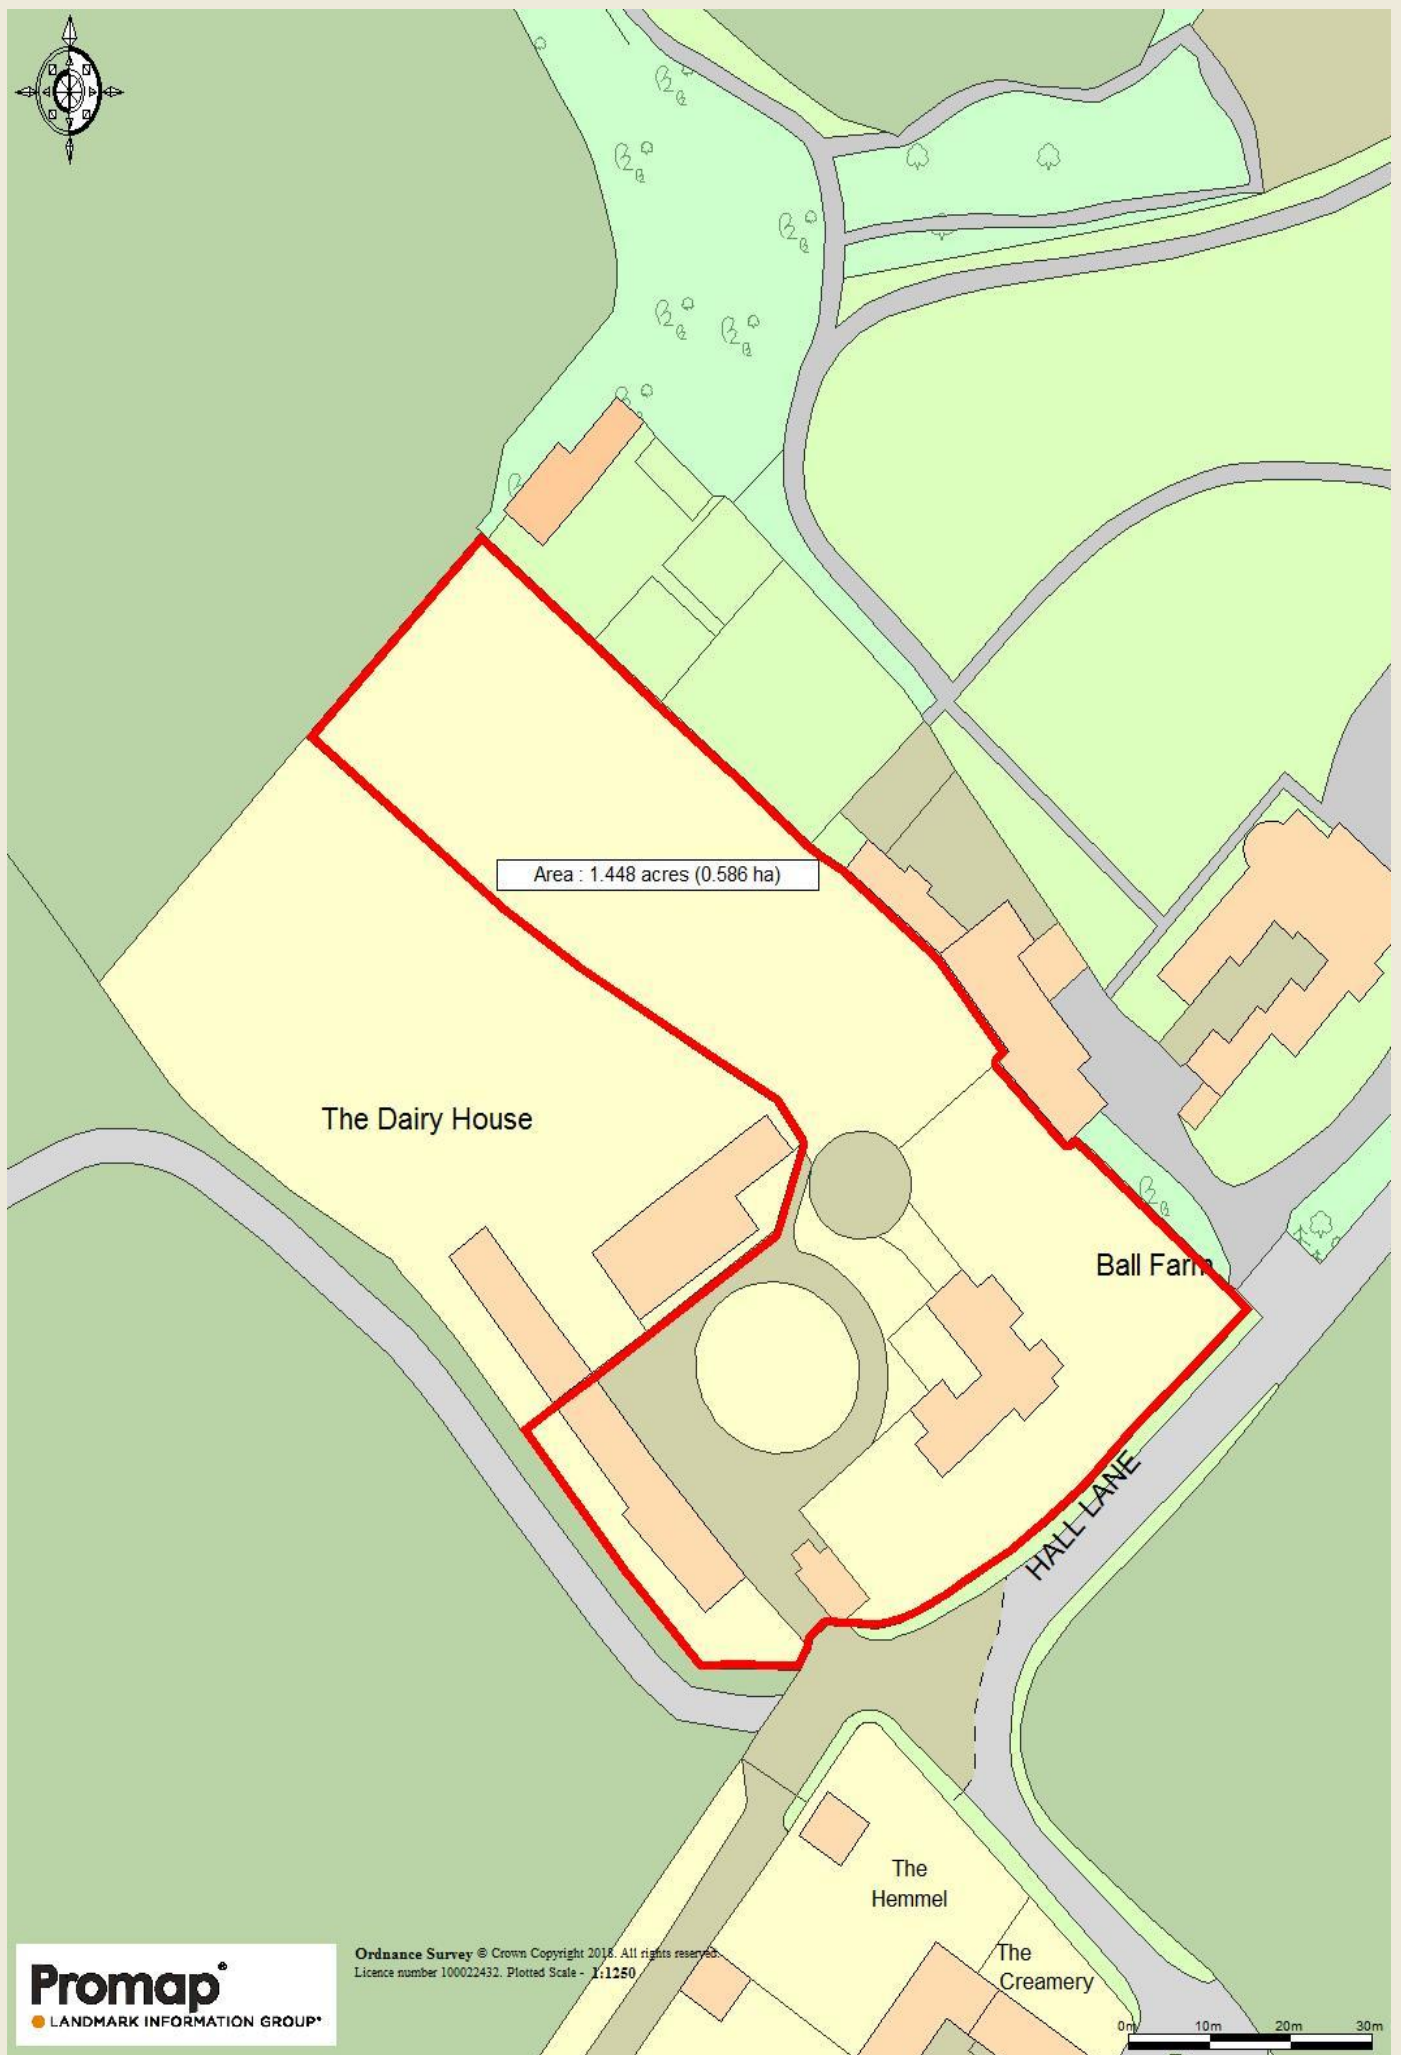 Area : 1.448 acres (0.586 ha)
The Dairy House
Ball Farm
HALL LANE
The
Hemmel
The
Creamery
Promap®
LANDMARK INFORMATION GROUP®
Ordnance Survey © Crown Copyright 2018. All rights reserved.
Licence number 100022432. Plotted Scale - 1:1250
0m 10m 20m 30m